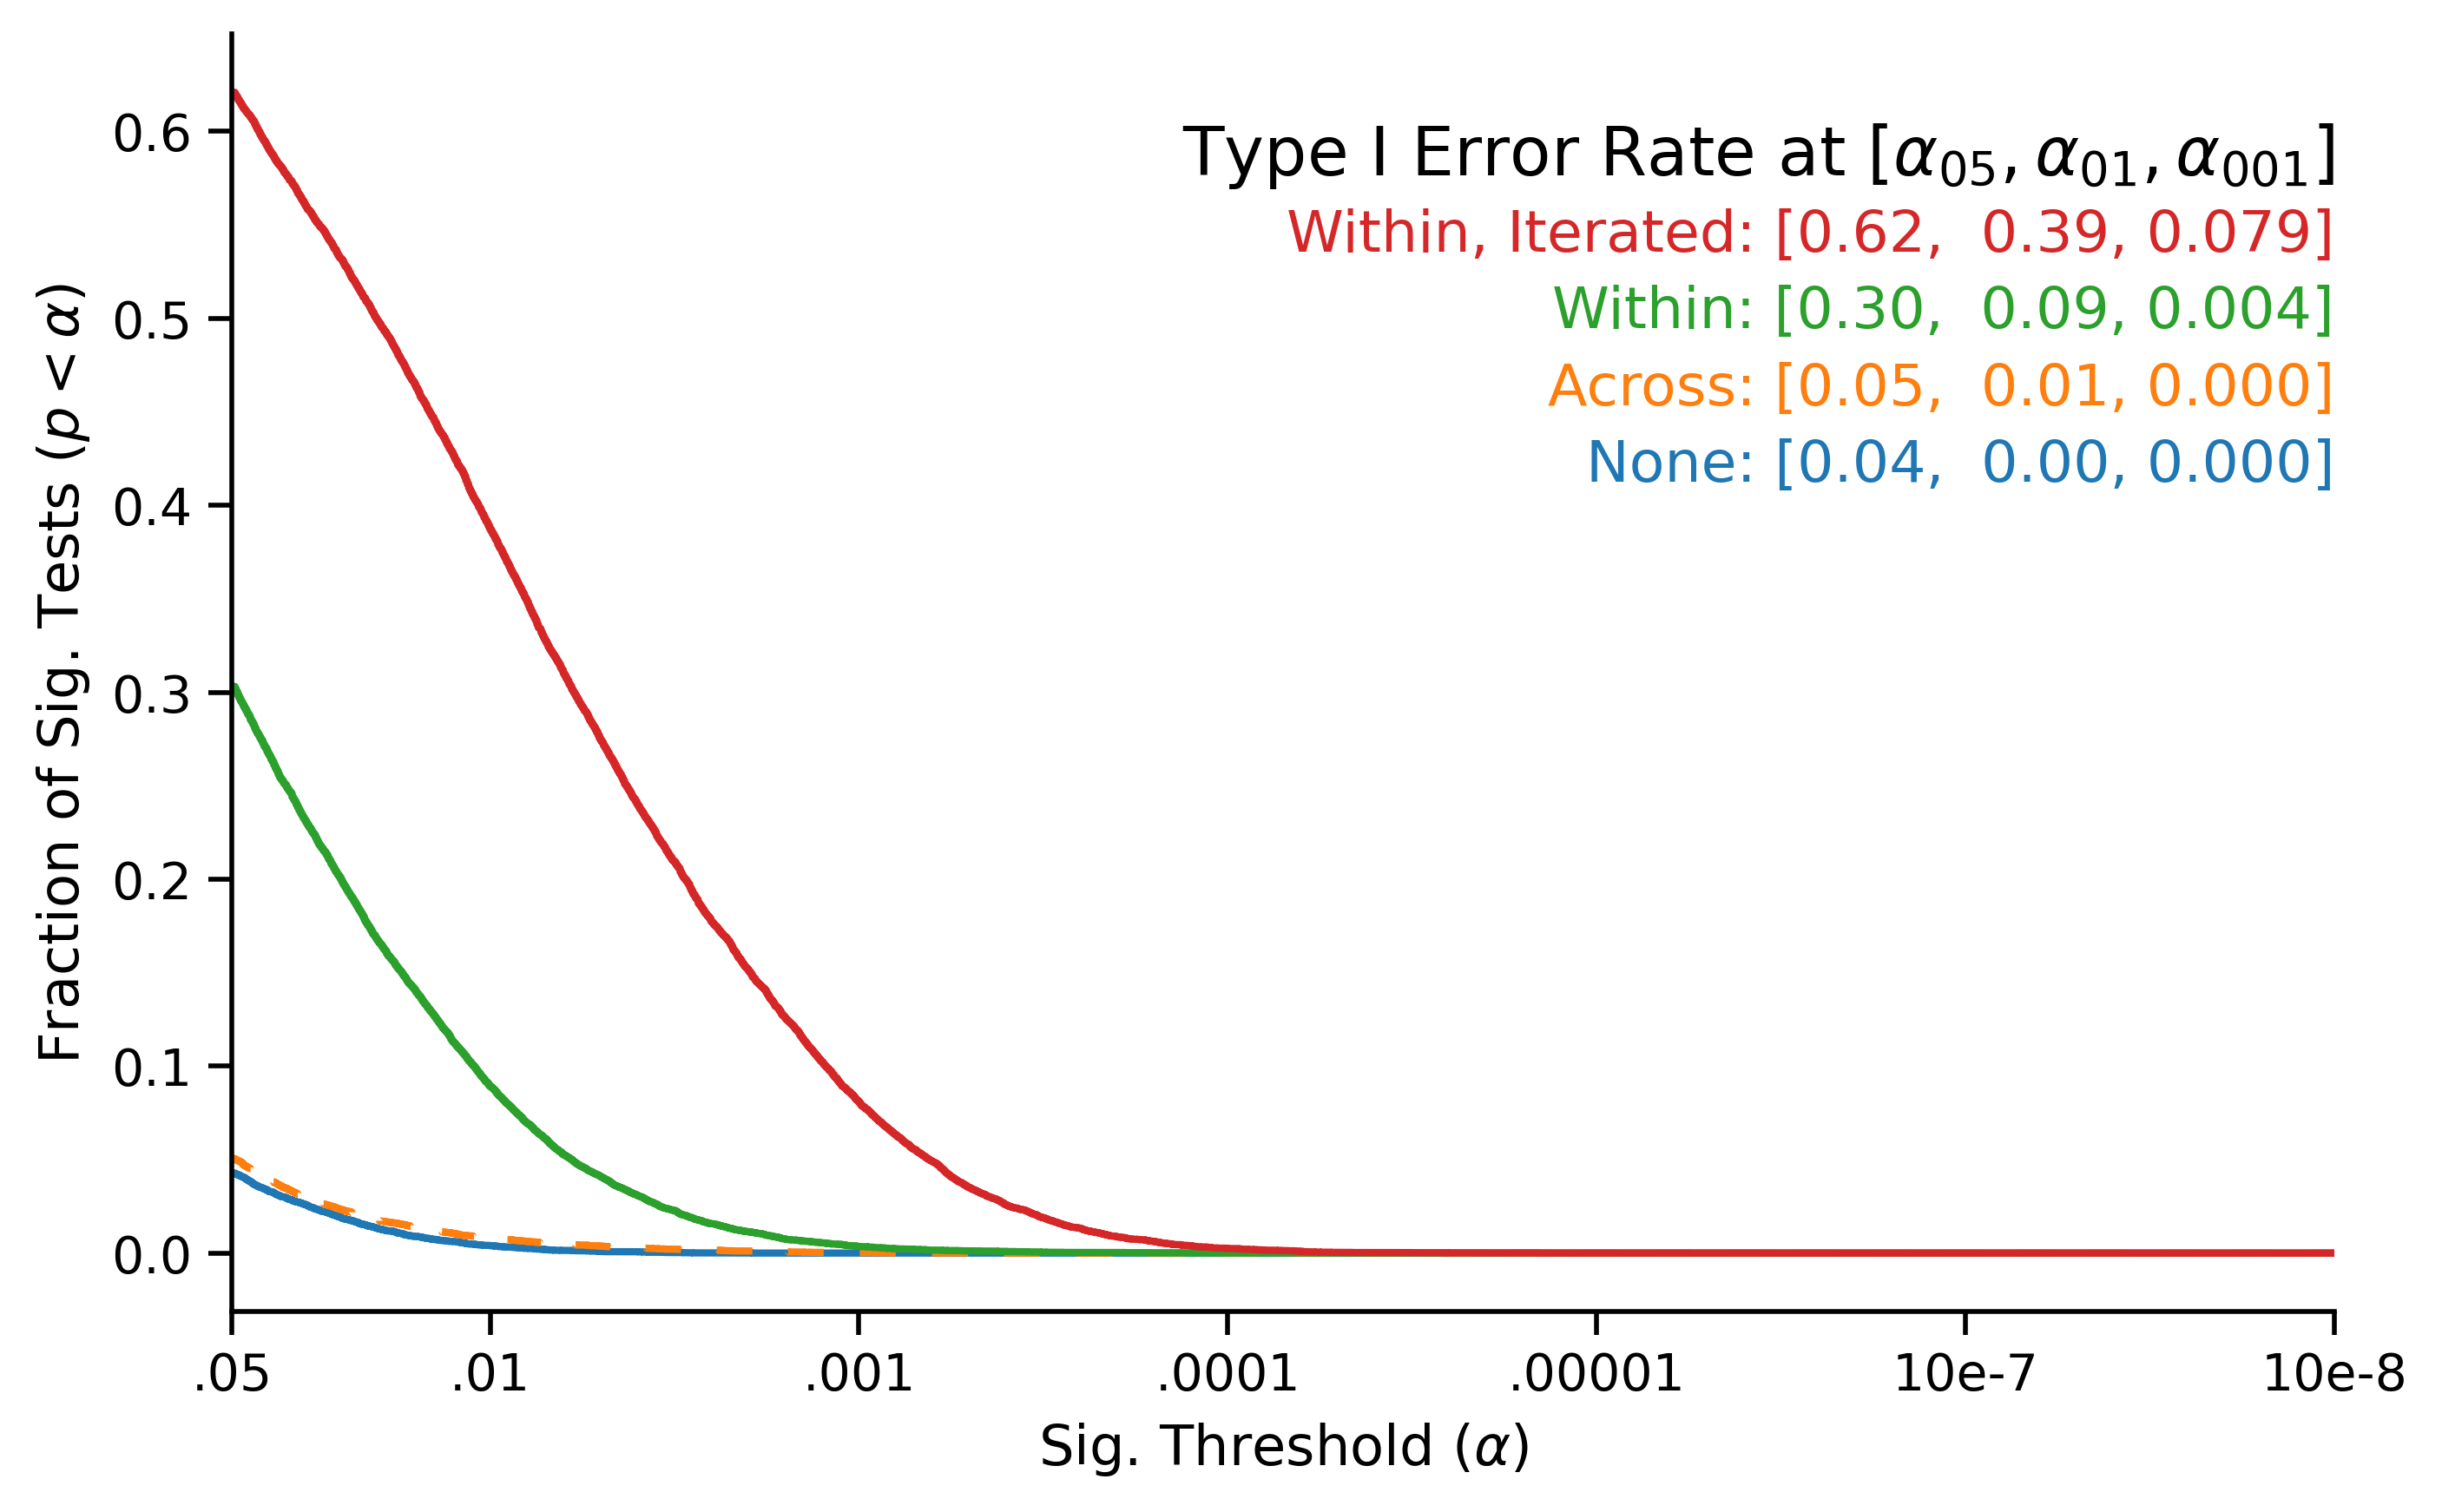 Type I Error Rate at [α₀₅, α₀₁, α₀₀₁]
Within, Iterated: [0.62, 0.39, 0.079]
Within: [0.30, 0.09, 0.004]
Across: [0.05, 0.01, 0.000]
None: [0.04, 0.00, 0.000]
Fraction of Sig. Tests (p < α)
0.6
0.5
0.4
0.3
0.2
0.1
0.0
.05 .01 .001 .0001 .00001 10e-7 10e-8
Sig. Threshold (α)